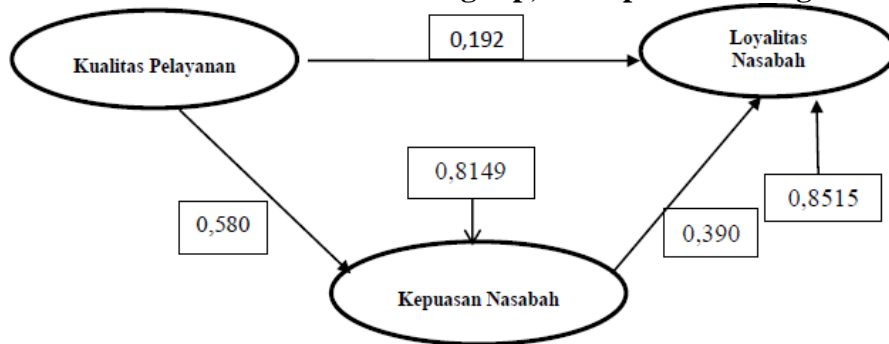 0,192
Kualitas Pelayanan
Loyalitas
Nasabah
0,8149
0,8515
0,580
0,390
Kepuasan Nasabah